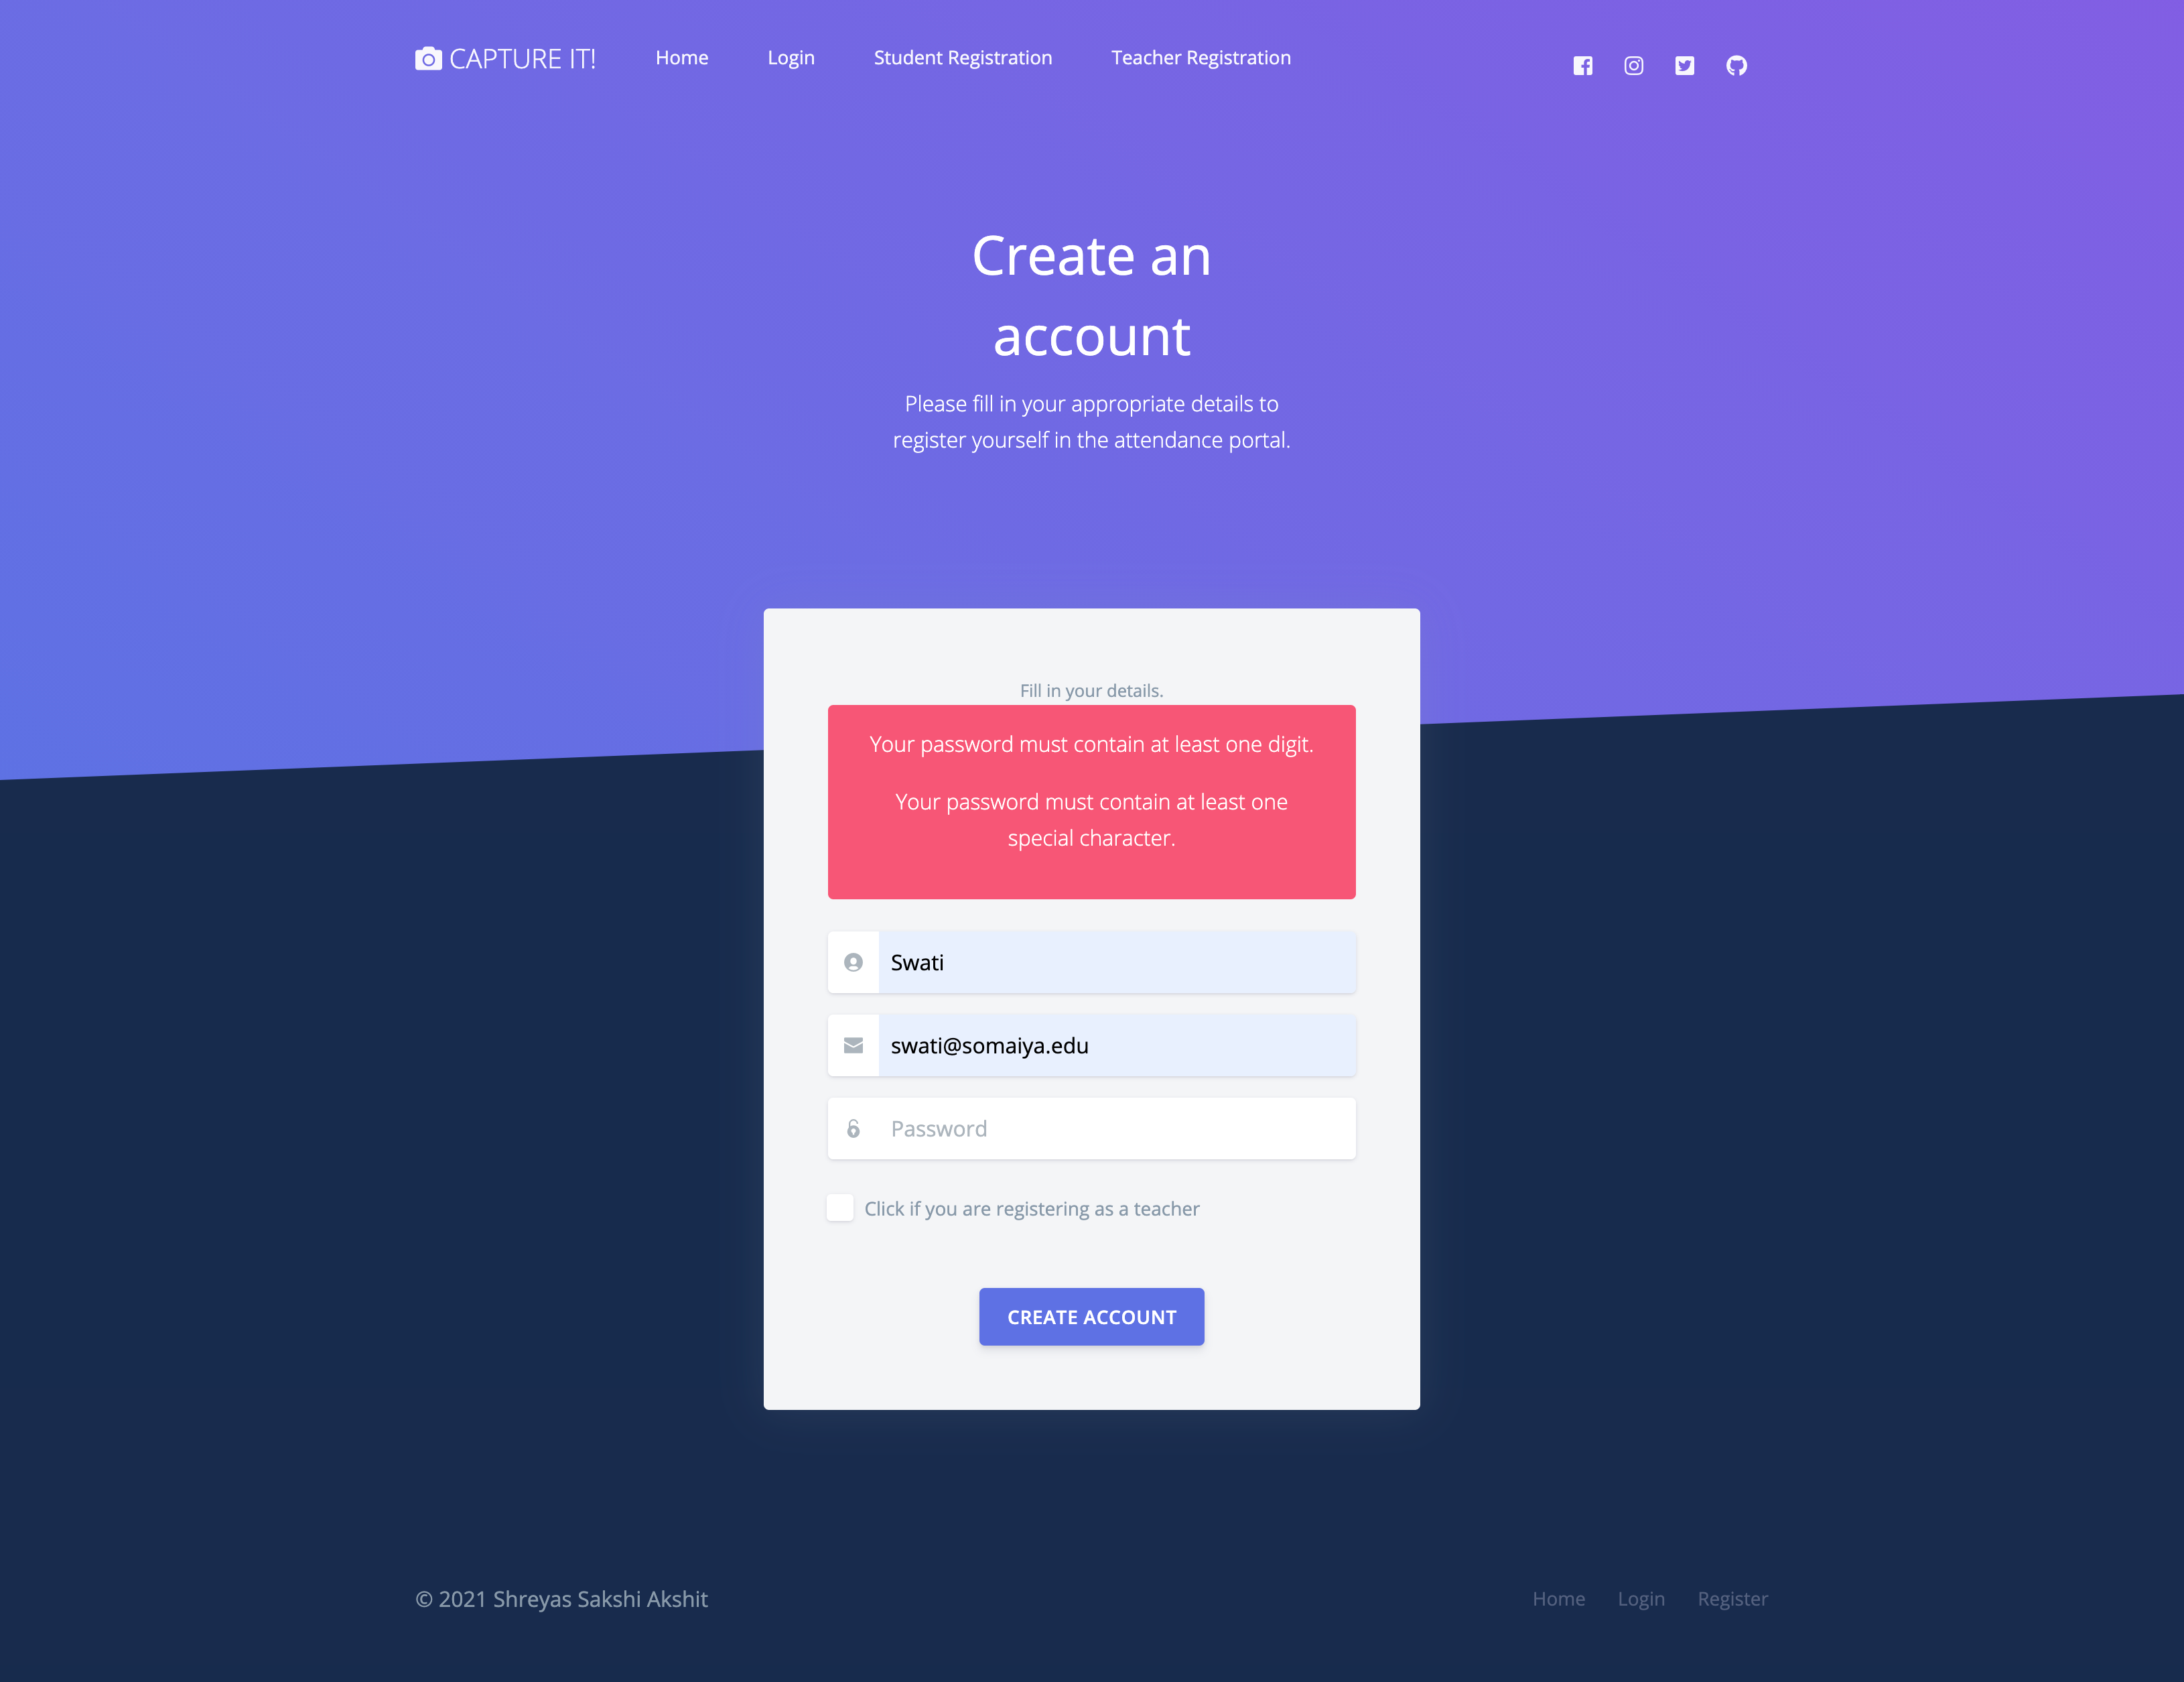 CAPTURE IT!
Home
Login
Student Registration
Teacher Registration
Create an
account
Please fill in your appropriate details to
register yourself in the attendance portal.
Fill in your details.
Your password must contain at least one digit.
Your password must contain at least one
special character.
Swati
swati@somaiya.edu
Password
Click if you are registering as a teacher
CREATE ACCOUNT
© 2021 Shreyas Sakshi Akshit
Home
Login
Register